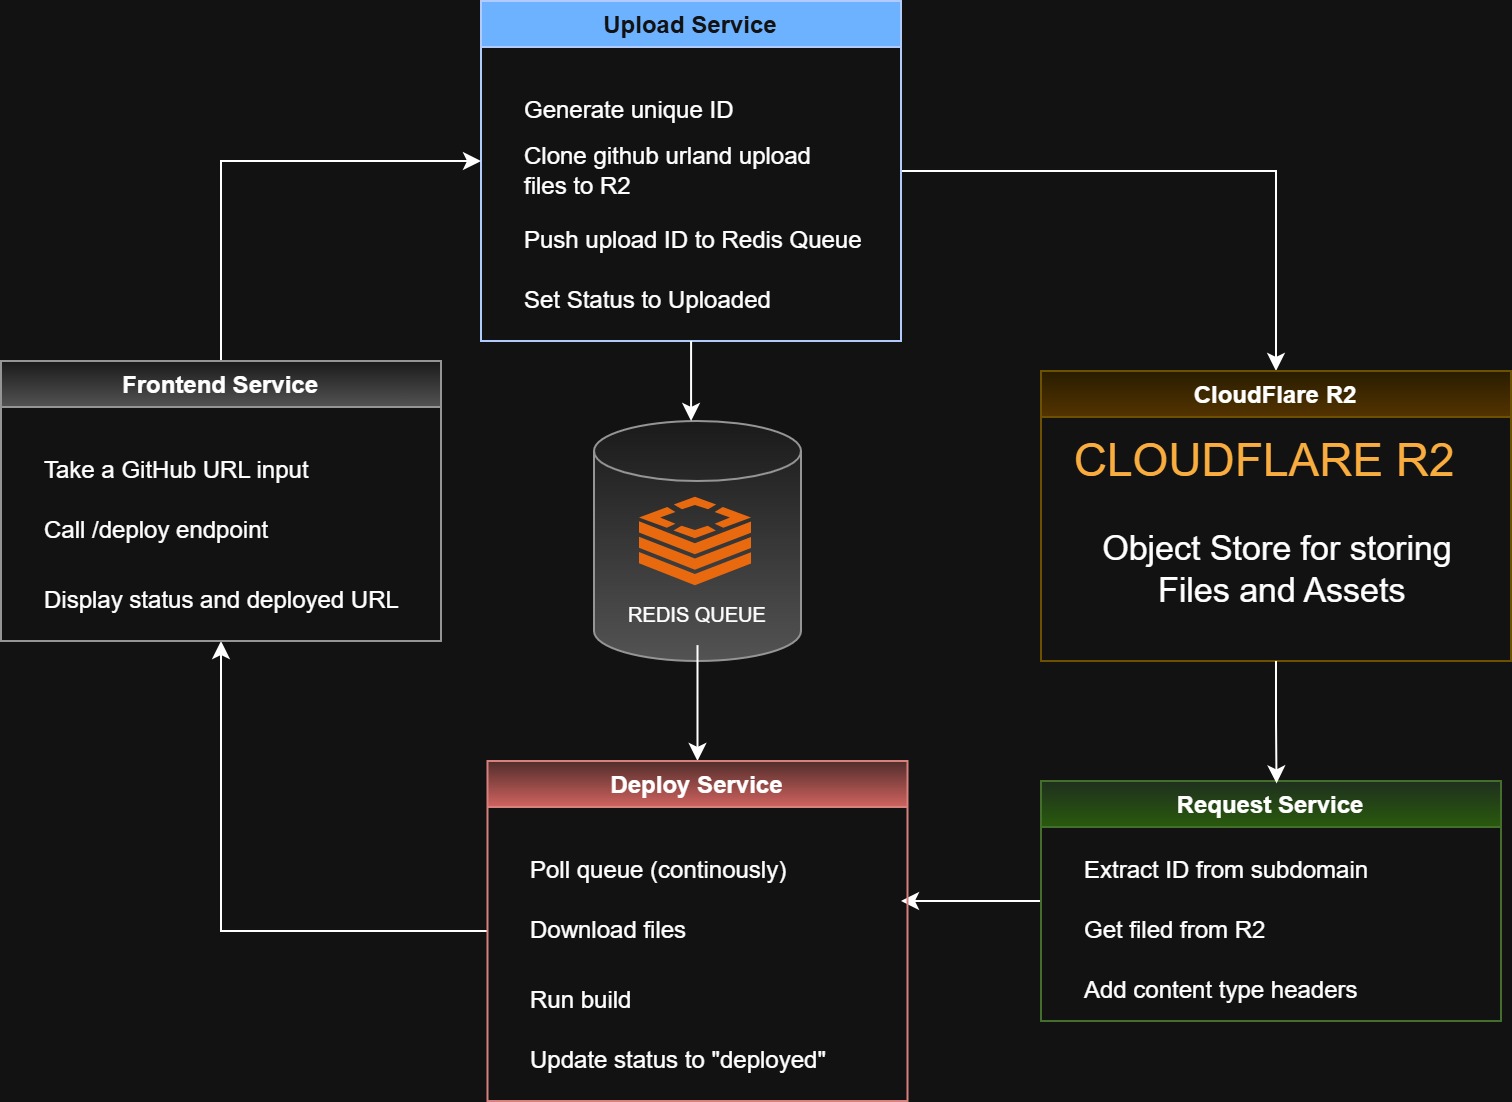 Upload Service
Generate unique ID
Clone github urland upload
files to R2
Push upload ID to Redis Queue
Set Status to Uploaded
Frontend Service
Take a GitHub URL input
Call /deploy endpoint
Display status and deployed URL
REDIS QUEUE
CloudFlare R2
CLOUDFLARE R2
Object Store for storing
Files and Assets
Deploy Service
Poll queue (continously)
Download files
Run build
Update status to "deployed"
Request Service
Extract ID from subdomain
Get filed from R2
Add content type headers